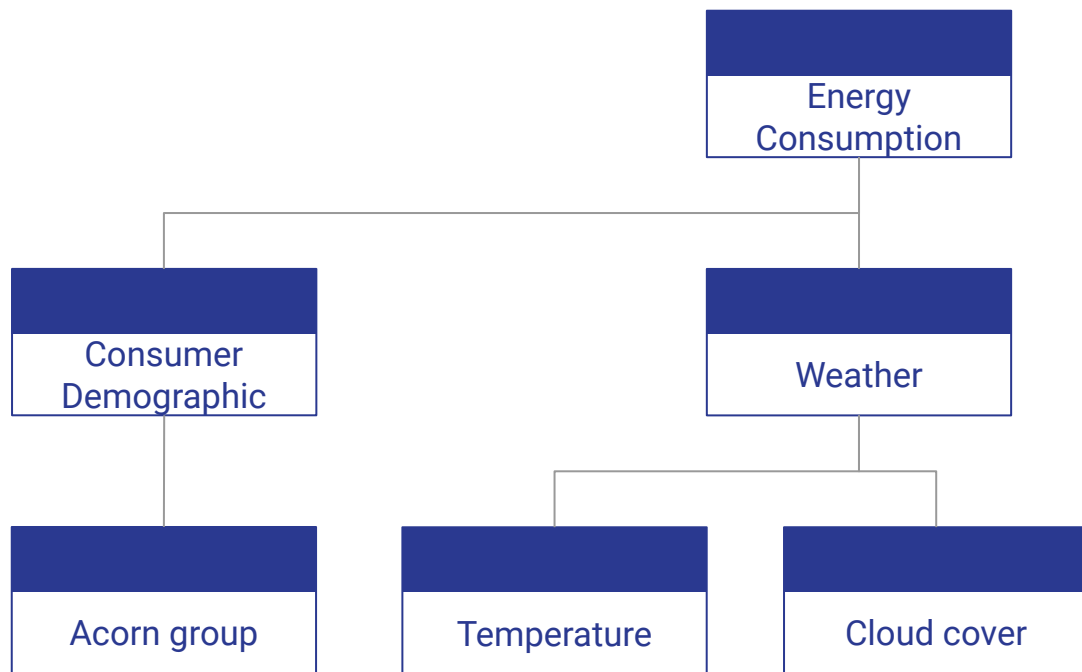 Energy
Consumption
Consumer
Demographic
Weather
Acorn group
Temperature
Cloud cover